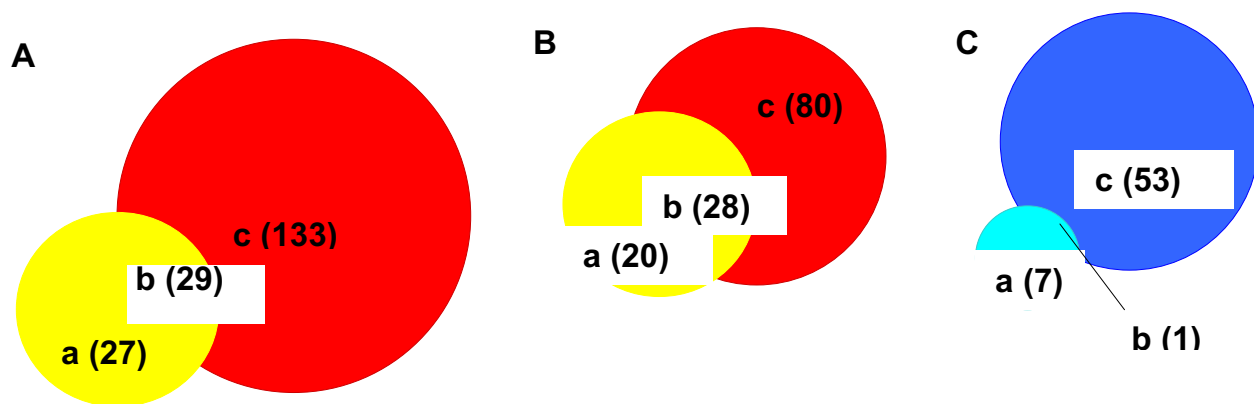 A
c (133)
b (29)
a (27)
B
c (80)
b (28)
a (20)
C
c (53)
a (7)
b (1)